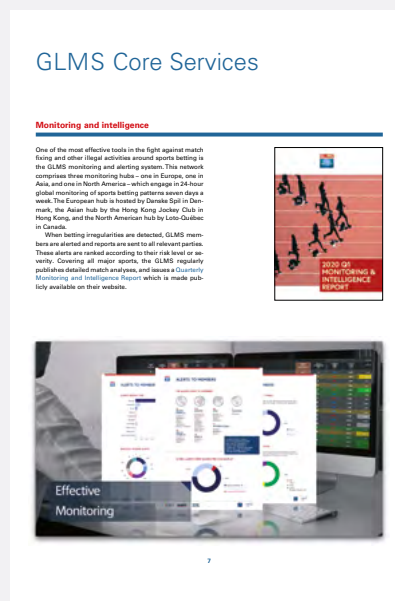 GLMS Core Services
Monitoring and intelligence
One of the most effective tools in the fight against match
fixing and other illegal activities around sports betting is
the GLMS monitoring and alerting system. This network
comprises three monitoring hubs – one in Europe, one in
Asia, and one in North America – which engage in 24-hour
global monitoring of sports betting patterns seven days a
week. The European hub is hosted by Danske Spil in Den-
mark, the Asian hub by the Hong Kong Jockey Club in
Hong Kong, and the North American hub by Loto-Québec
in Canada.
When betting irregularities are detected, GLMS mem-
bers are alerted and reports are sent to all relevant parties.
These alerts are ranked according to their risk level or se-
verity. Covering all major sports, the GLMS regularly
publishes detailed match analyses, and issues a Quarterly
Monitoring and Intelligence Report which is made pub-
licly available on their website.
2020 Q1
MONITORING &
INTELLIGENCE
REPORT
ALERTS TO MEMBERS
ALERTS TO MEMBERS
Effective
Monitoring
7